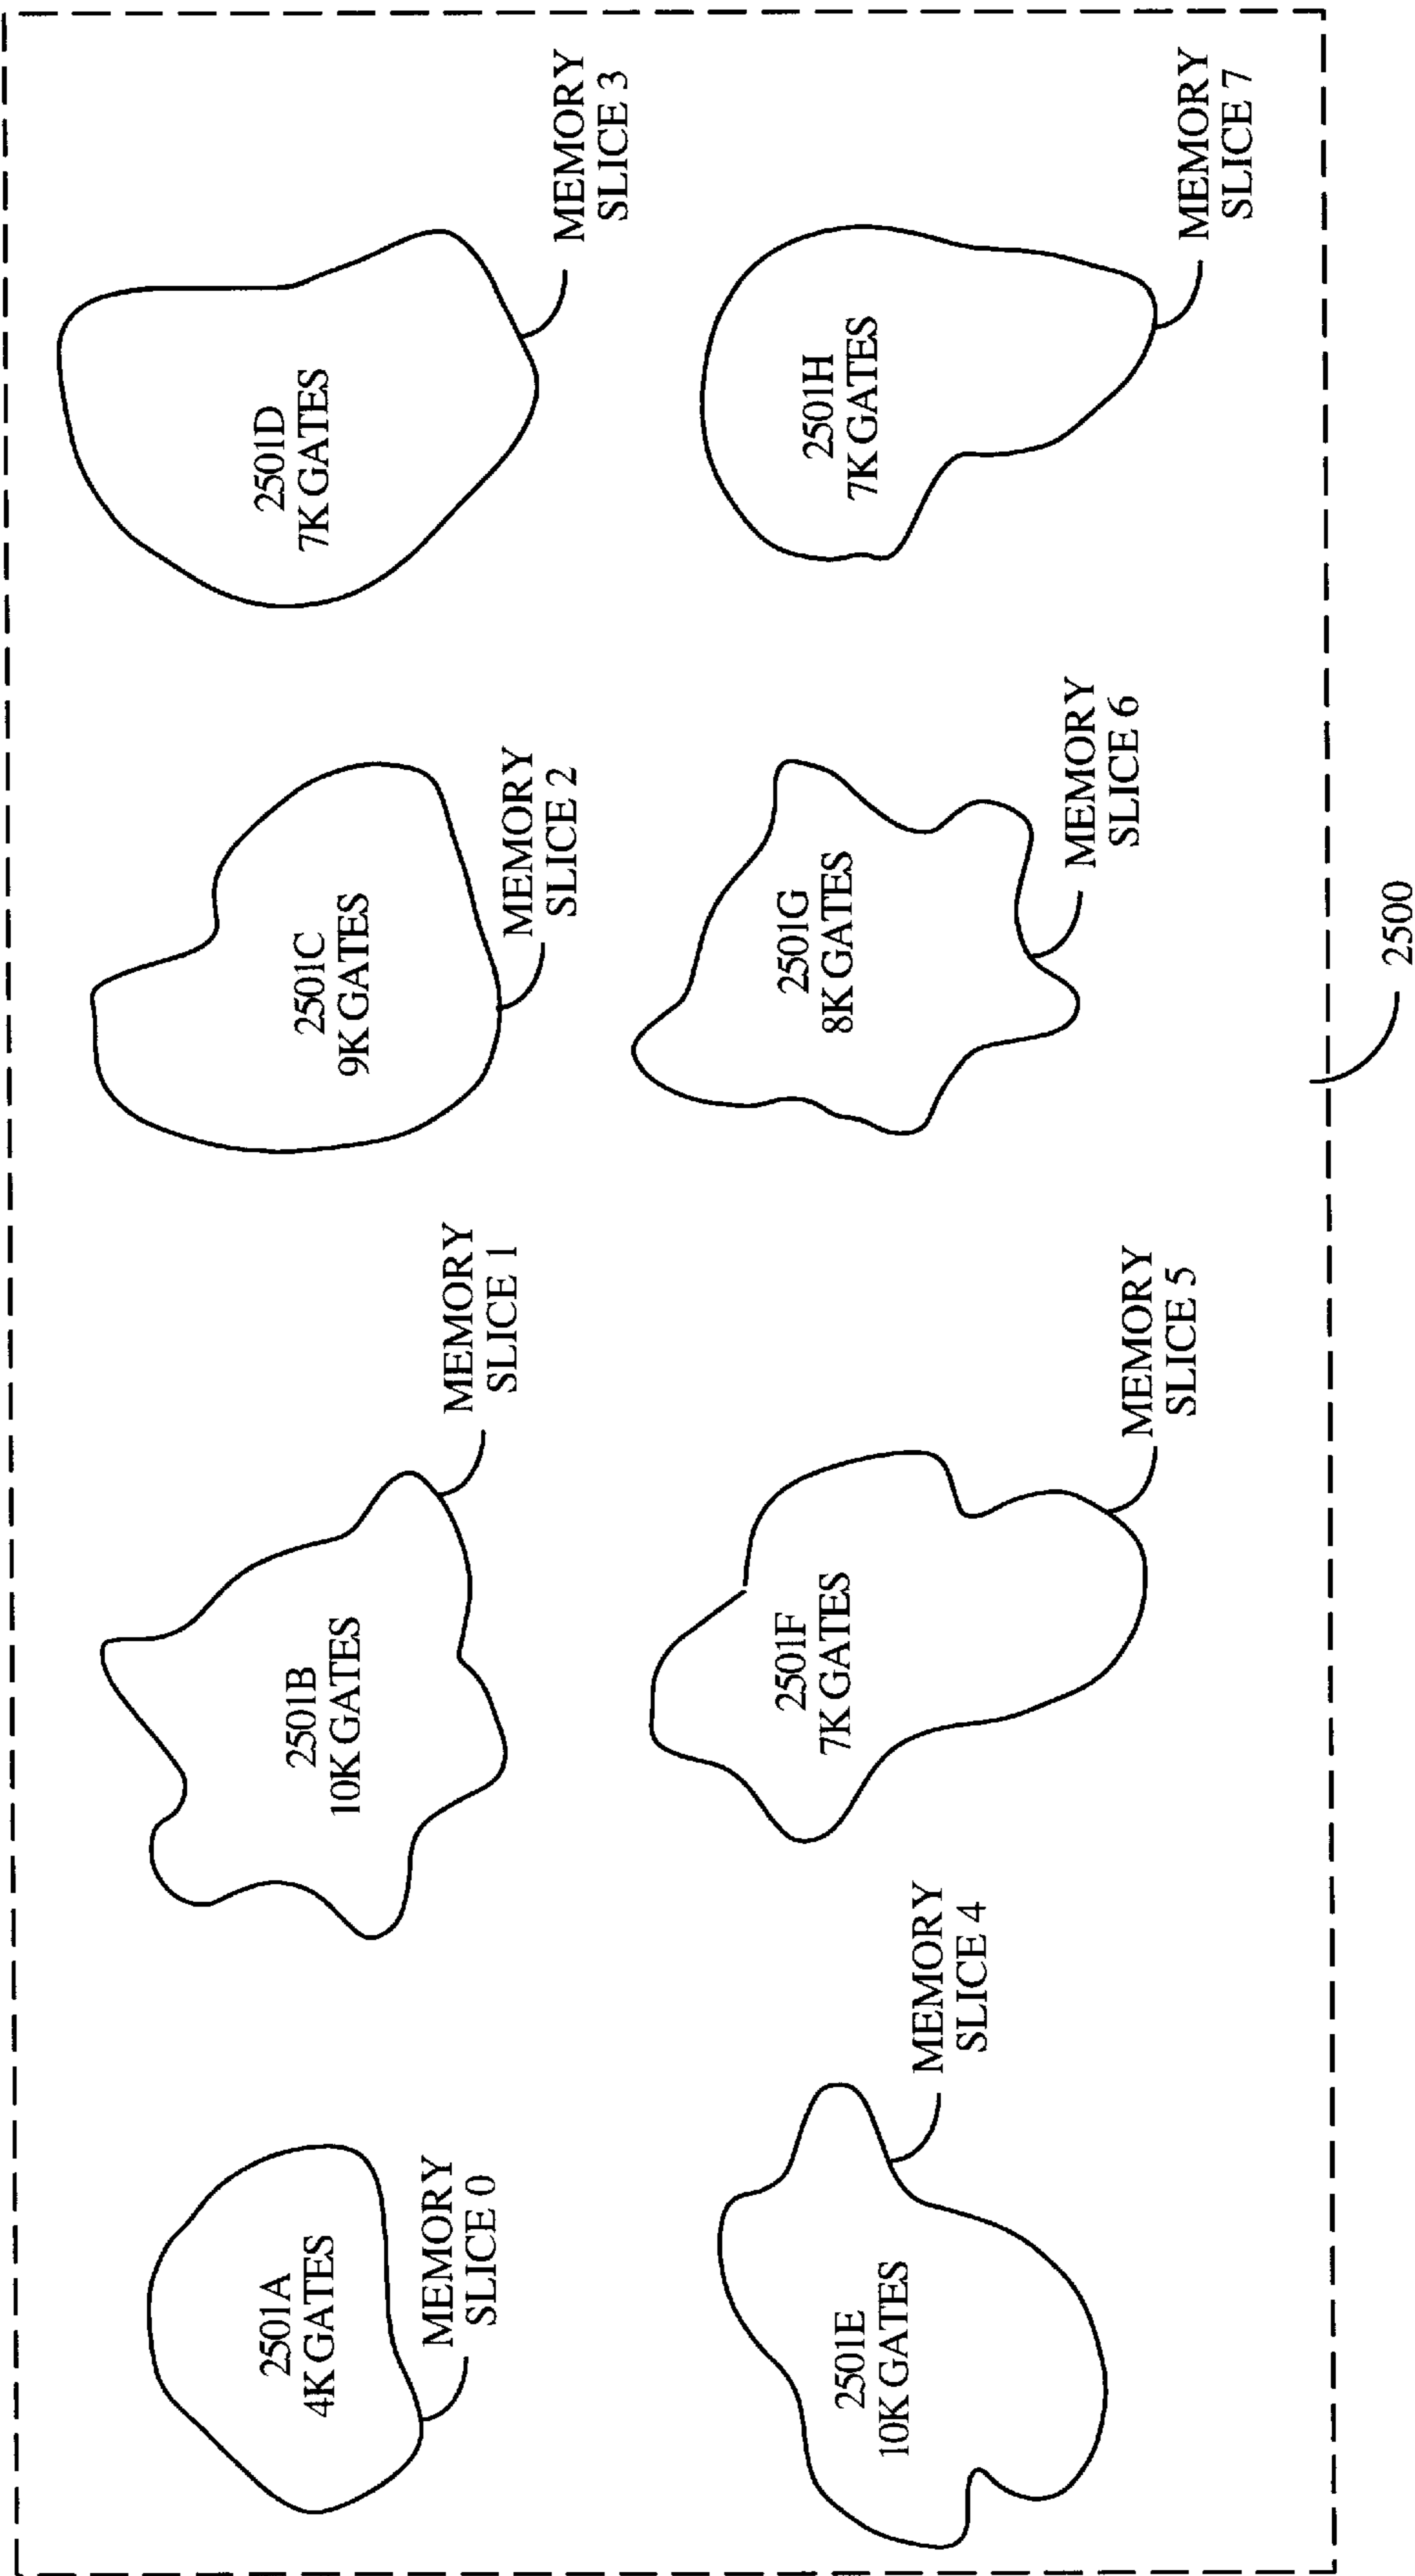 2501A
4K GATES
MEMORY
SLICE 0
2501B
10K GATES
MEMORY
SLICE 1
2501C
9K GATES
MEMORY
SLICE 2
2501D
7K GATES
MEMORY
SLICE 3
2501E
10K GATES
MEMORY
SLICE 4
2501F
7K GATES
MEMORY
SLICE 5
2501G
8K GATES
MEMORY
SLICE 6
2501H
7K GATES
MEMORY
SLICE 7
2500